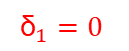 δ₁ = 0